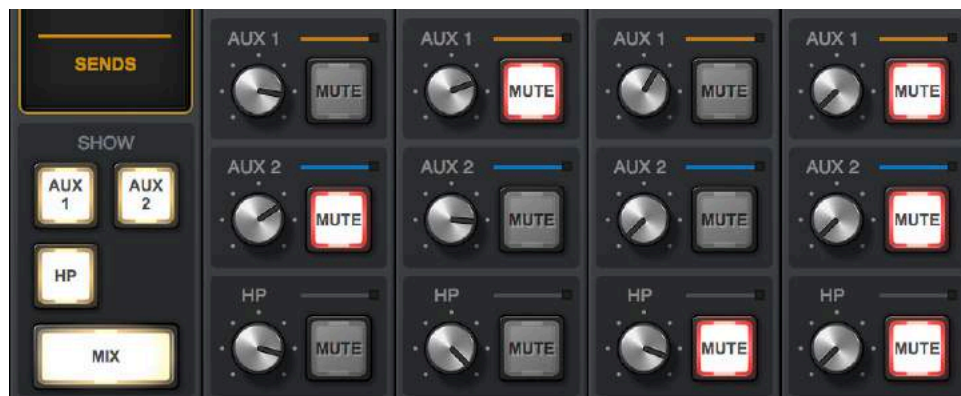 SENDS
SHOW
AUX 1
AUX 2
HP
MIX
AUX 1 AUX 1 AUX 1 AUX 1
MUTE MUTE MUTE MUTE
AUX 2 AUX 2 AUX 2 AUX 2
MUTE MUTE MUTE MUTE
HP HP HP HP
MUTE MUTE MUTE MUTE